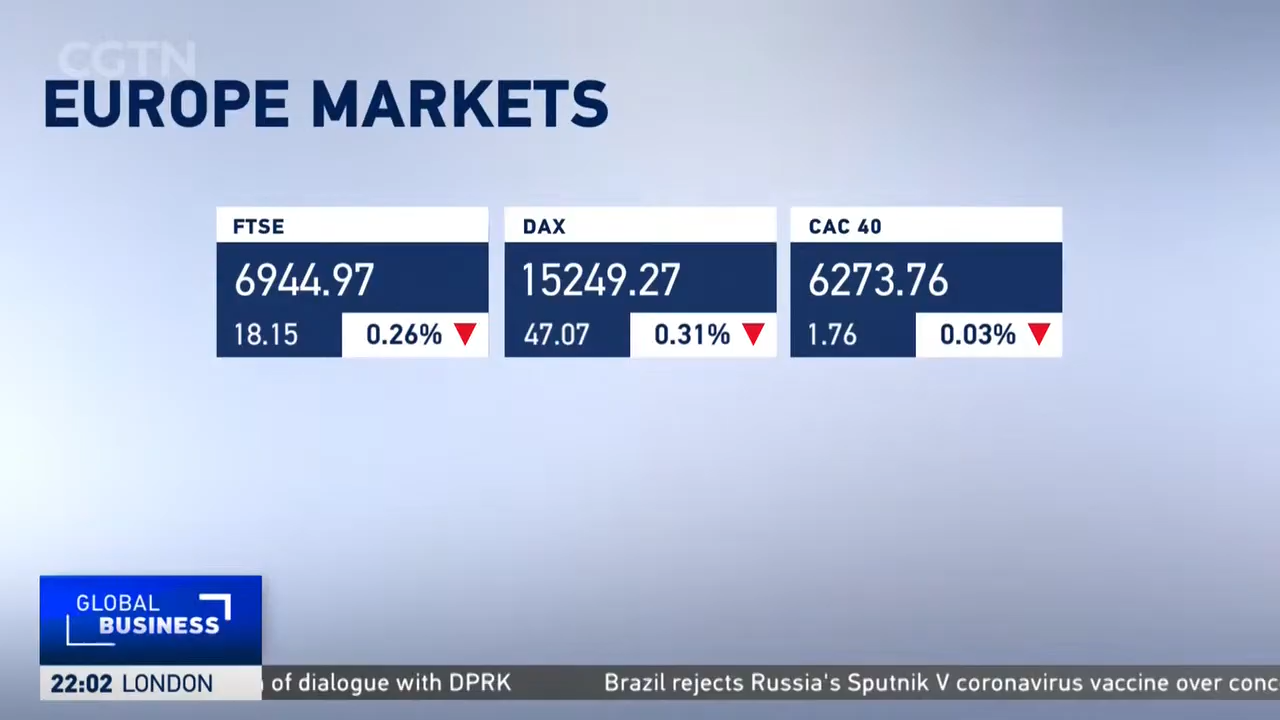 CGTN
EUROPE MARKETS
FTSE
6944.97
18.15 0.26%
DAX
15249.27
47.07 0.31%
CAC 40
6273.76
1.76 0.03%
GLOBAL
BUSINESS
22:02 LONDON
of dialogue with DPRK Brazil rejects Russia's Sputnik V coronavirus vaccine over conc